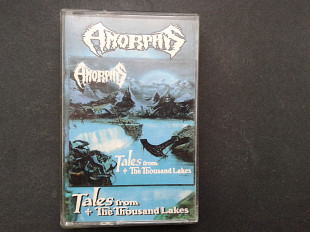 AMORPHIS
AMORPHIS
Tales from
+ The Thousand Lakes
Tales from
+ The Thousand Lakes